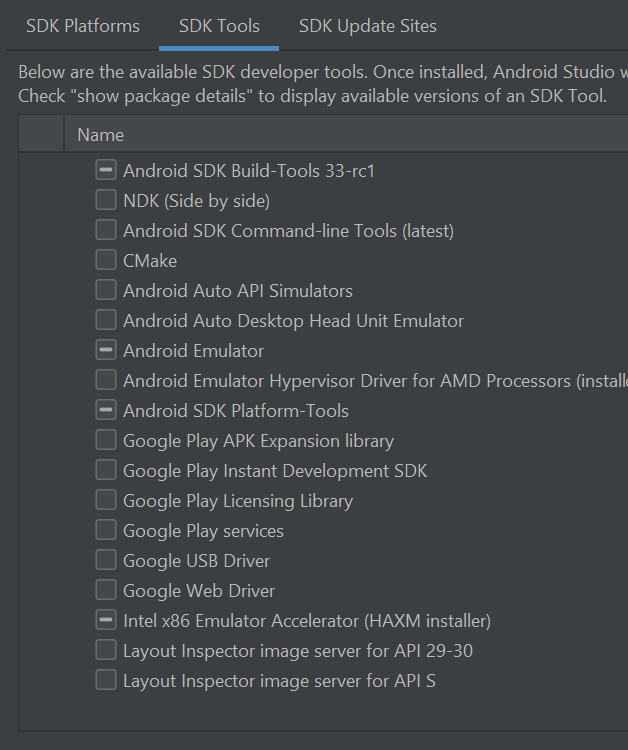 SDK Platforms SDK Tools SDK Update Sites
Below are the available SDK developer tools. Once installed, Android Studio
Check "show package details" to display available versions of an SDK Tool.
Name
Android SDK Build-Tools 33-rc1
NDK (Side by side)
Android SDK Command-line Tools (latest)
CMake
Android Auto API Simulators
Android Auto Desktop Head Unit Emulator
Android Emulator
Android Emulator Hypervisor Driver for AMD Processors (installe
Android SDK Platform-Tools
Google Play APK Expansion library
Google Play Instant Development SDK
Google Play Licensing Library
Google Play services
Google USB Driver
Google Web Driver
Intel x86 Emulator Accelerator (HAXM installer)
Layout Inspector image server for API 29-30
Layout Inspector image server for API S